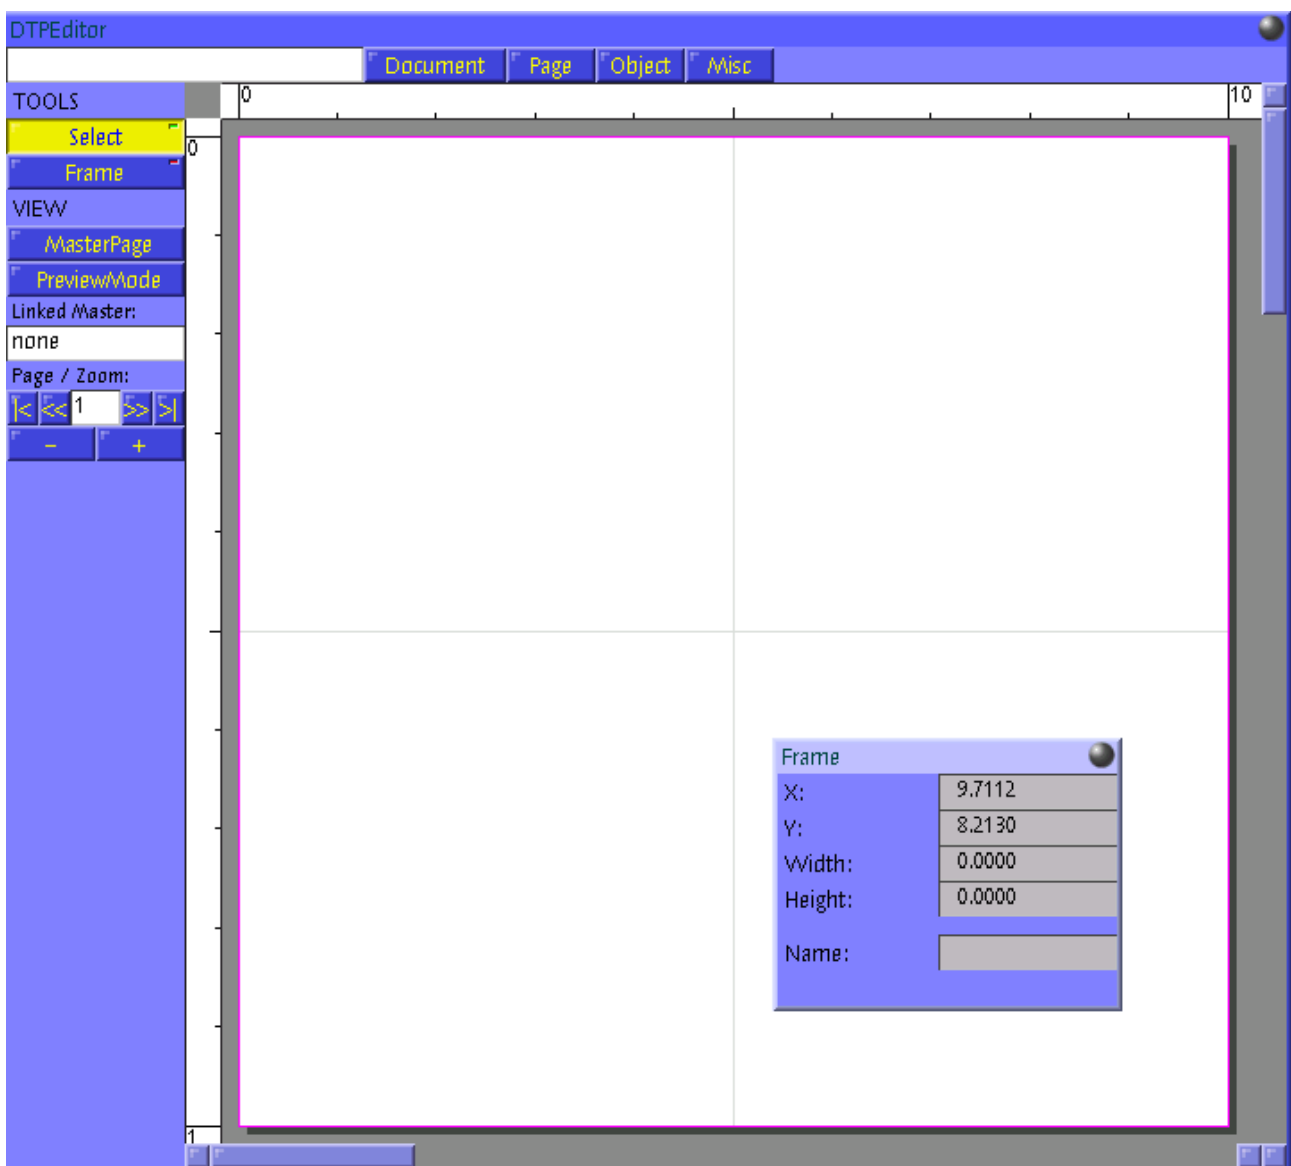 DTPEditor
Document Page Object Misc
TOOLS
0 10
Select
0
Frame
VIEW
MasterPage
PreviewMode
Linked Master:
none
Page / Zoom:
|< << 1 >> >|
- +
Frame
X: 9.7112
Y: 8.2130
Width: 0.0000
Height: 0.0000
Name:
1